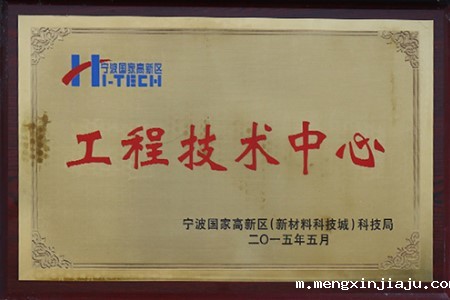 宁波国家高新区
HI-TECH
工程技术中心
宁波国家高新区(新材料科技城)科技局
二〇一五年五月
m.mengxinjiaju.com